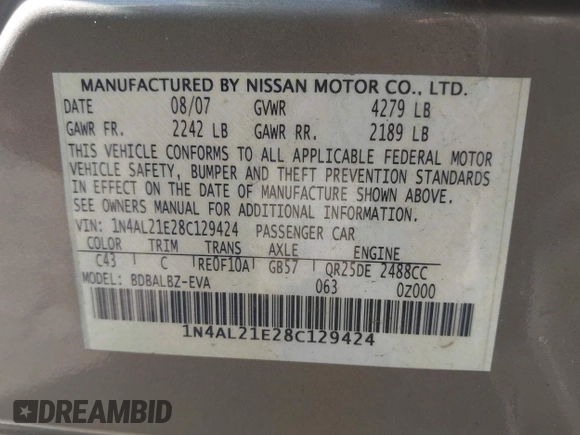 MANUFACTURED BY NISSAN MOTOR CO., LTD.
DATE 08/07 GVWR 4279 LB
GAWR FR. 2242 LB GAWR RR. 2189 LB
THIS VEHICLE CONFORMS TO ALL APPLICABLE FEDERAL MOTOR
VEHICLE SAFETY, BUMPER AND THEFT PREVENTION STANDARDS
IN EFFECT ON THE DATE OF MANUFACTURE SHOWN ABOVE.
SEE OWNERS MANUAL FOR ADDITIONAL INFORMATION.
VIN: 1N4AL21E28C129424 PASSENGER CAR
COLOR TRIM TRANS AXLE ENGINE
C43 C RE0F10A GB57 QR25DE 2488CC
MODEL: BDBALBZ-EVA 063 0Z000
1N4AL21E28C129424
DREAMBID